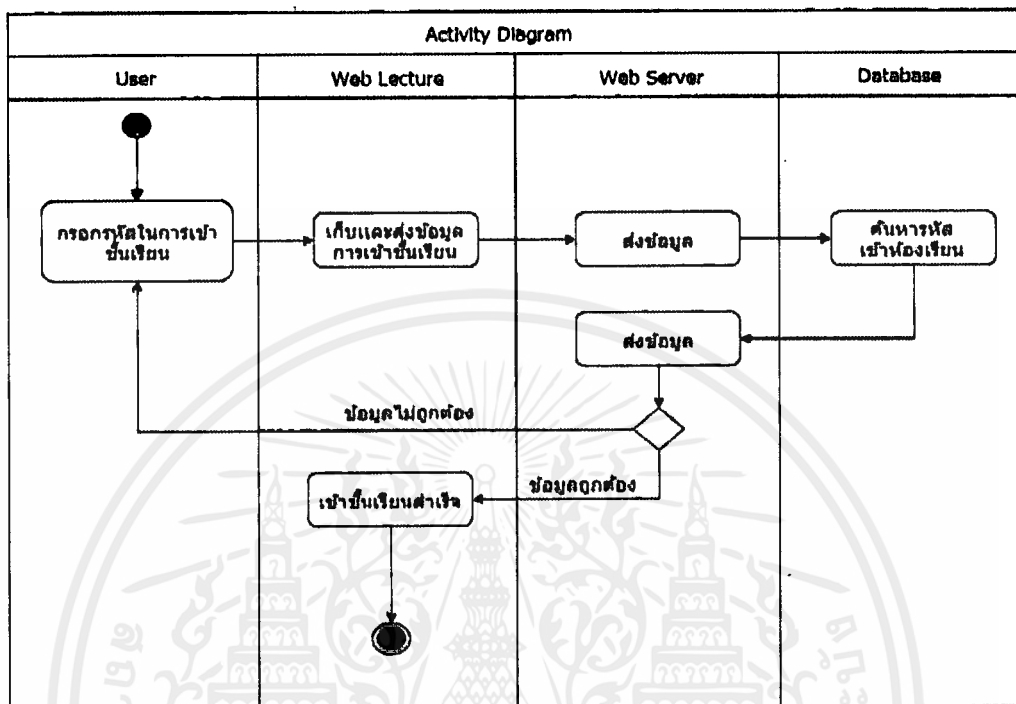 Activity Diagram
User
Web Lecture
Web Server
Database
กรอกรหัสในการเข้า
ชั้นเรียน
เก็บและส่งข้อมูล
การเข้าชั้นเรียน
ส่งข้อมูล
ค้นหารหัส
เข้าห้องเรียน
ส่งข้อมูล
ข้อมูลไม่ถูกต้อง
ข้อมูลถูกต้อง
เข้าชั้นเรียนสำเร็จ